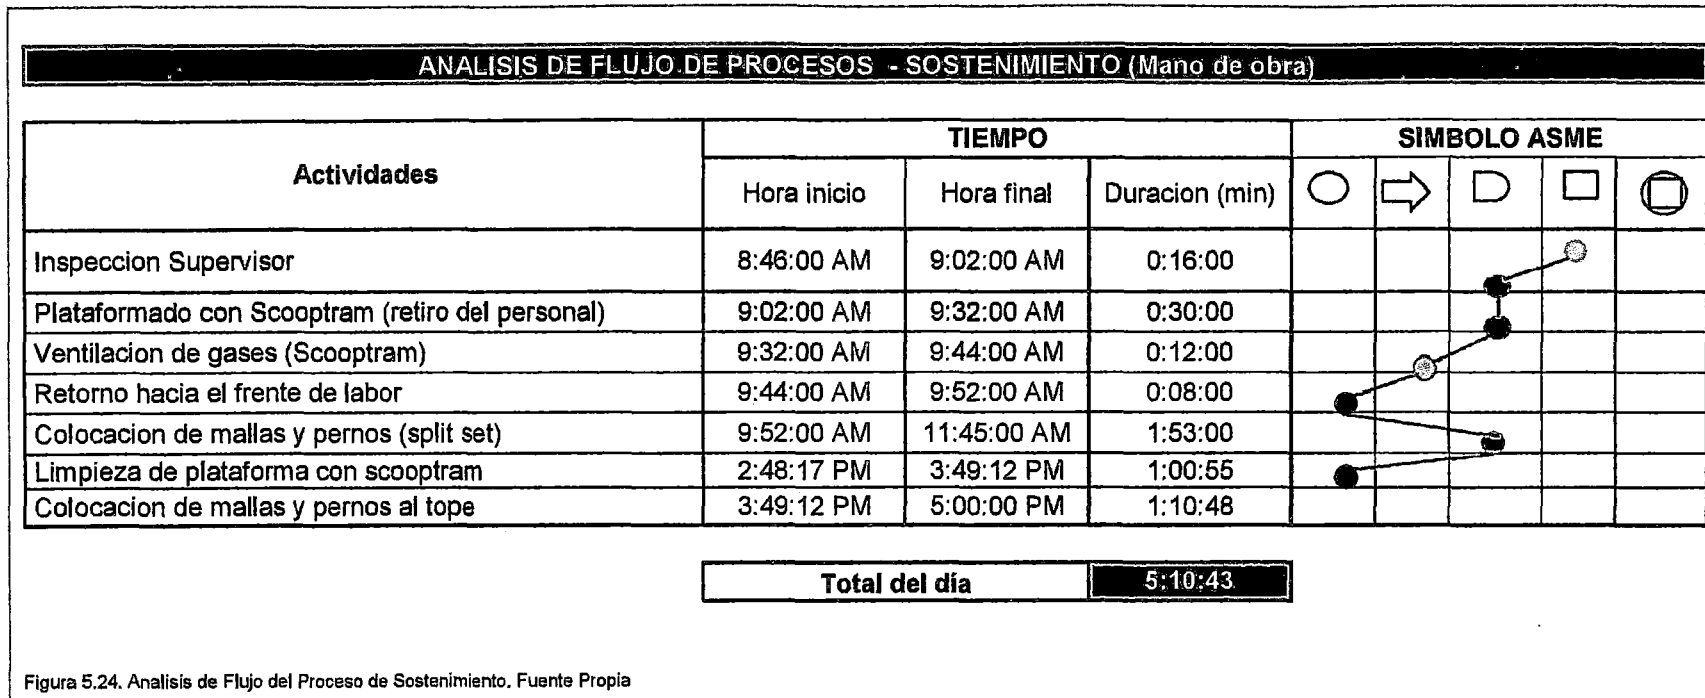 ANALISIS DE FLUJO DE PROCESOS - SOSTENIMIENTO (Mano de obra)
Actividades TIEMPO SIMBOLO ASME
Hora inicio Hora final Duracion (min)
Inspeccion Supervisor 8:46:00 AM 9:02:00 AM 0:16:00
Plataformado con Scooptram (retiro del personal) 9:02:00 AM 9:32:00 AM 0:30:00
Ventilacion de gases (Scooptram) 9:32:00 AM 9:44:00 AM 0:12:00
Retorno hacia el frente de labor 9:44:00 AM 9:52:00 AM 0:08:00
Colocacion de mallas y pernos (split set) 9:52:00 AM 11:45:00 AM 1:53:00
Limpieza de plataforma con scooptram 2:48:17 PM 3:49:12 PM 1:00:55
Colocacion de mallas y pernos al tope 3:49:12 PM 5:00:00 PM 1:10:48
Total del día 5:10:43
Figura 5.24. Analisis de Flujo del Proceso de Sostenimiento. Fuente Propia